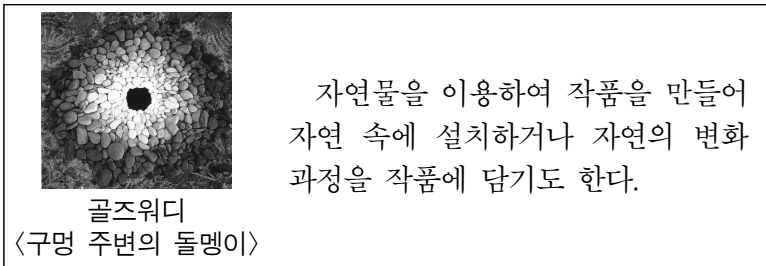 자연물을 이용하여 작품을 만들어
자연 속에 설치하거나 자연의 변화
과정을 작품에 담기도 한다.
골즈워디
〈구멍 주변의 돌멩이〉